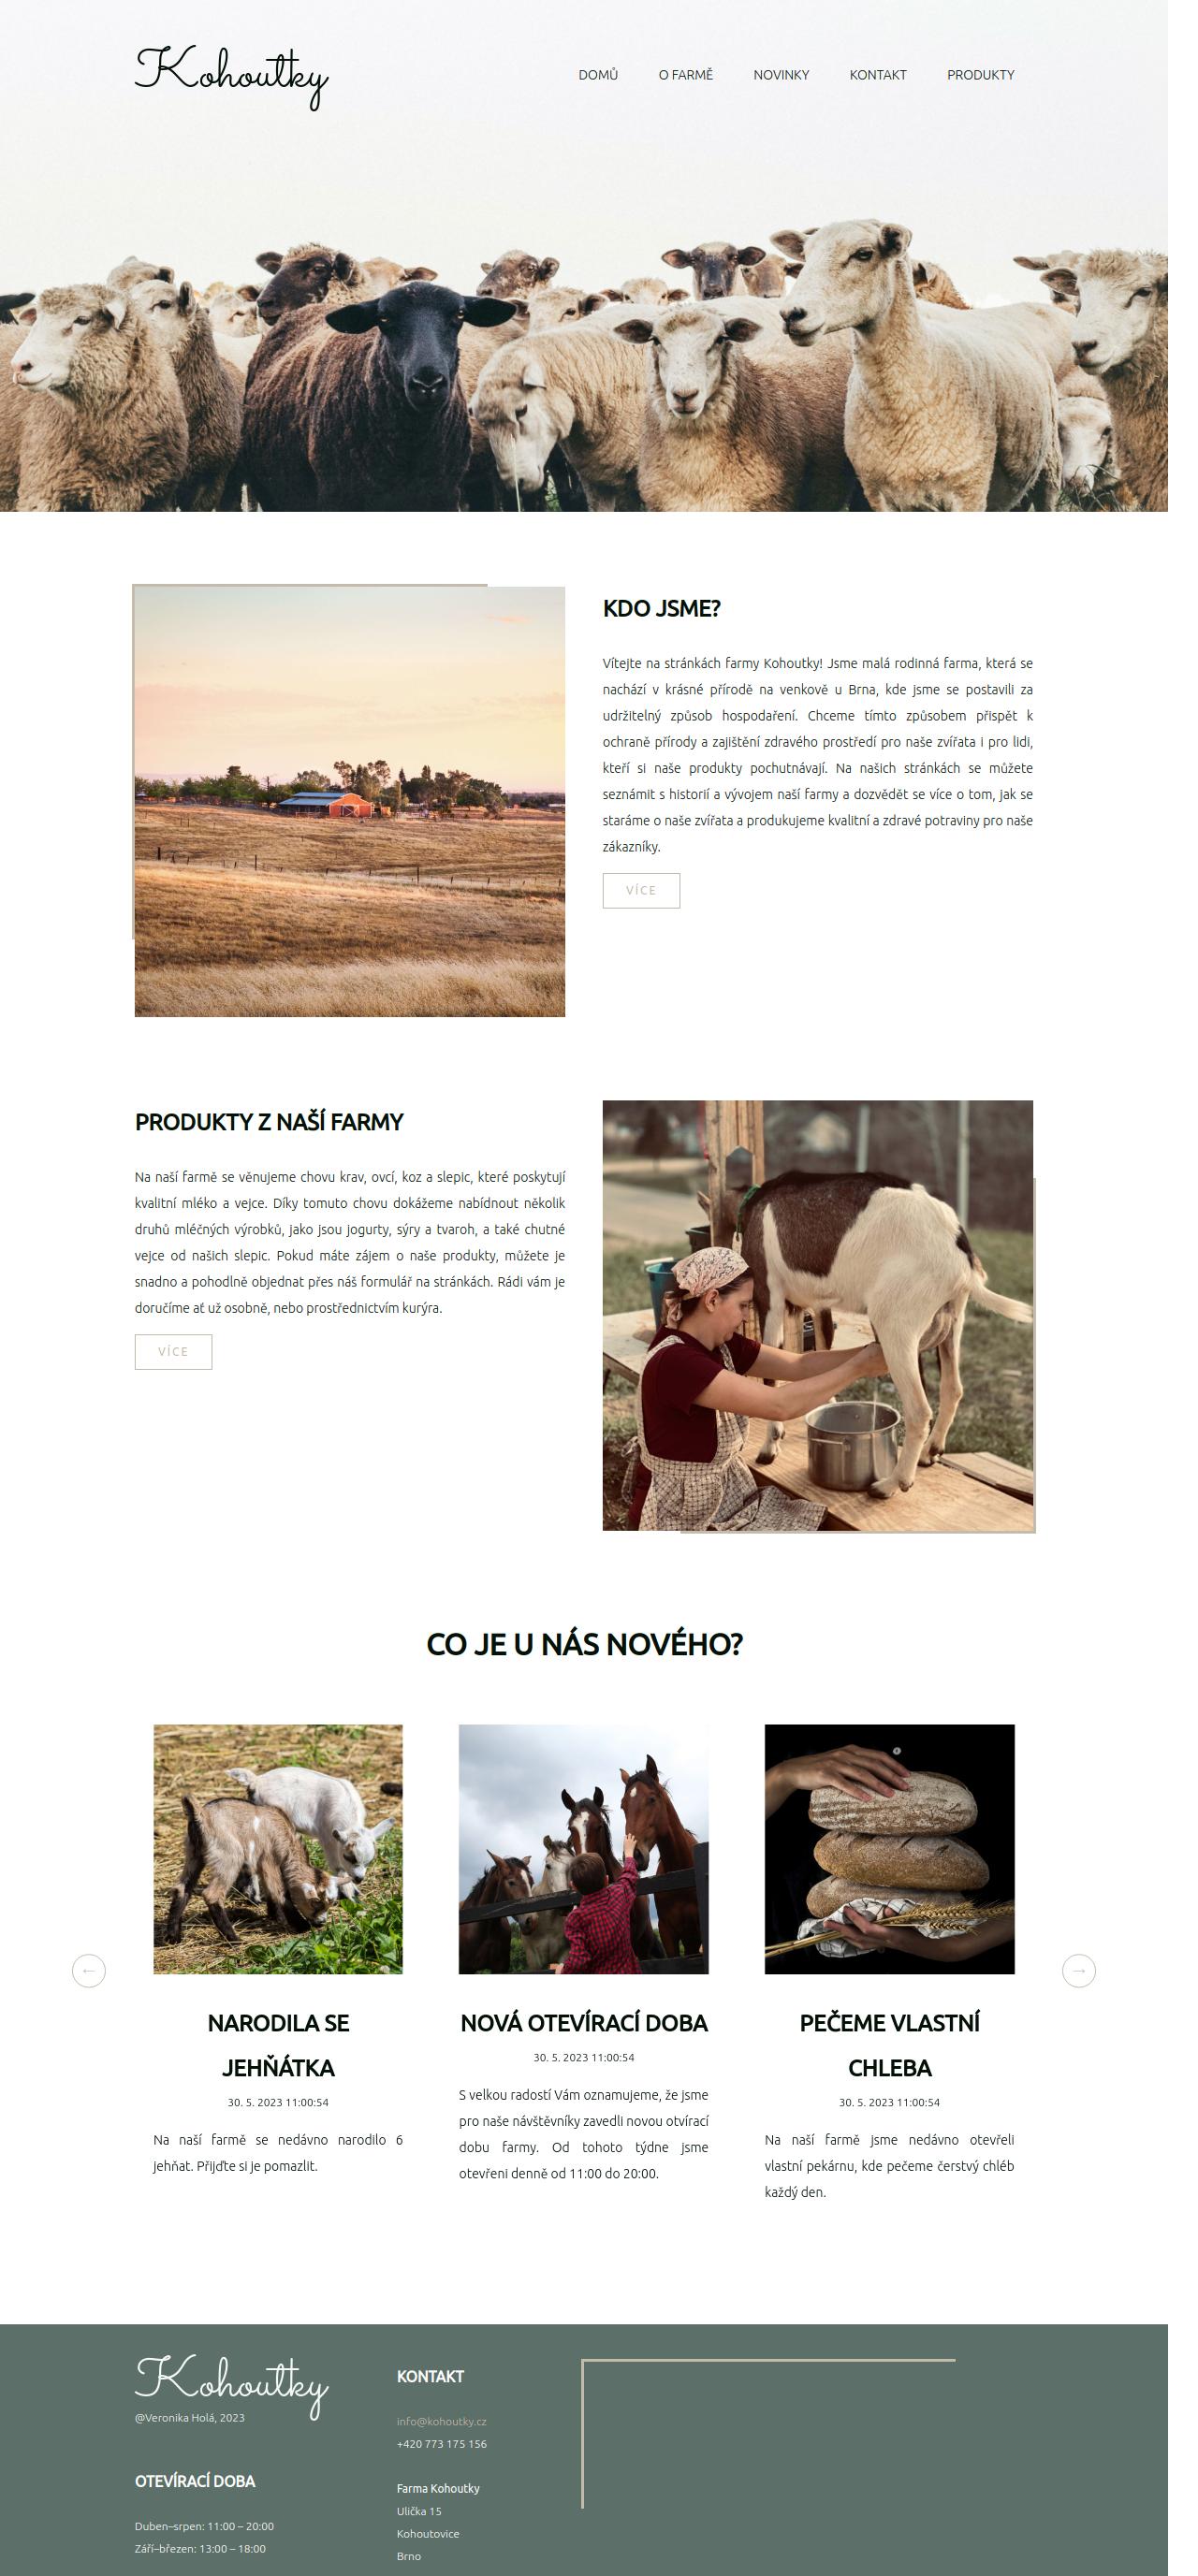 Kohoutky
DOMŮ
O FARMĚ
NOVINKY
KONTAKT
PRODUKTY
KDO JSME?
Vítejte na stránkách farmy Kohoutky! Jsme malá rodinná farma, která se
nachází v krásné přírodě na venkově u Brna, kde jsme se postavili za
udržitelný způsob hospodaření. Chceme tímto způsobem přispět k
ochraně přírody a zajištění zdravého prostředí pro naše zvířata i pro lidi,
kteří si naše produkty pochutnávají. Na našich stránkách se můžete
seznámit s historií a vývojem naší farmy a dozvědět se více o tom, jak se
staráme o naše zvířata a produkujeme kvalitní a zdravé potraviny pro naše
zákazníky.
VÍCE
PRODUKTY Z NAŠÍ FARMY
Na naší farmě se věnujeme chovu krav, ovcí, koz a slepic, které poskytují
kvalitní mléko a vejce. Díky tomuto chovu dokážeme nabídnout několik
druhů mléčných výrobků, jako jsou jogurty, sýry a tvaroh, a také chutné
vejce od našich slepic. Pokud máte zájem o naše produkty, můžete je
snadno a pohodlně objednat přes náš formulář na stránkách. Rádi vám je
doručíme ať už osobně, nebo prostřednictvím kurýra.
VÍCE
CO JE U NÁS NOVÉHO?
NARODILA SE
JEHŇÁTKA
30. 5. 2023 11:00:54
Na naší farmě se nedávno narodilo 6
jehňat. Přijďte si je pomazlit.
NOVÁ OTEVÍRACÍ DOBA
30. 5. 2023 11:00:54
S velkou radostí Vám oznamujeme, že jsme
pro naše návštěvníky zavedli novou otvírací
dobu farmy. Od tohoto týdne jsme
otevřeni denně od 11:00 do 20:00.
PEČEME VLASTNÍ
CHLEBA
30. 5. 2023 11:00:54
Na naší farmě jsme nedávno otevřeli
vlastní pekárnu, kde pečeme čerstvý chléb
každý den.
Kohoutky
@Veronika Holá, 2023
OTEVÍRACÍ DOBA
Duben–srpen: 11:00 – 20:00
Září–březen: 13:00 – 18:00
KONTAKT
info@kohoutky.cz
+420 773 175 156
Farma Kohoutky
Ulička 15
Kohoutovice
Brno